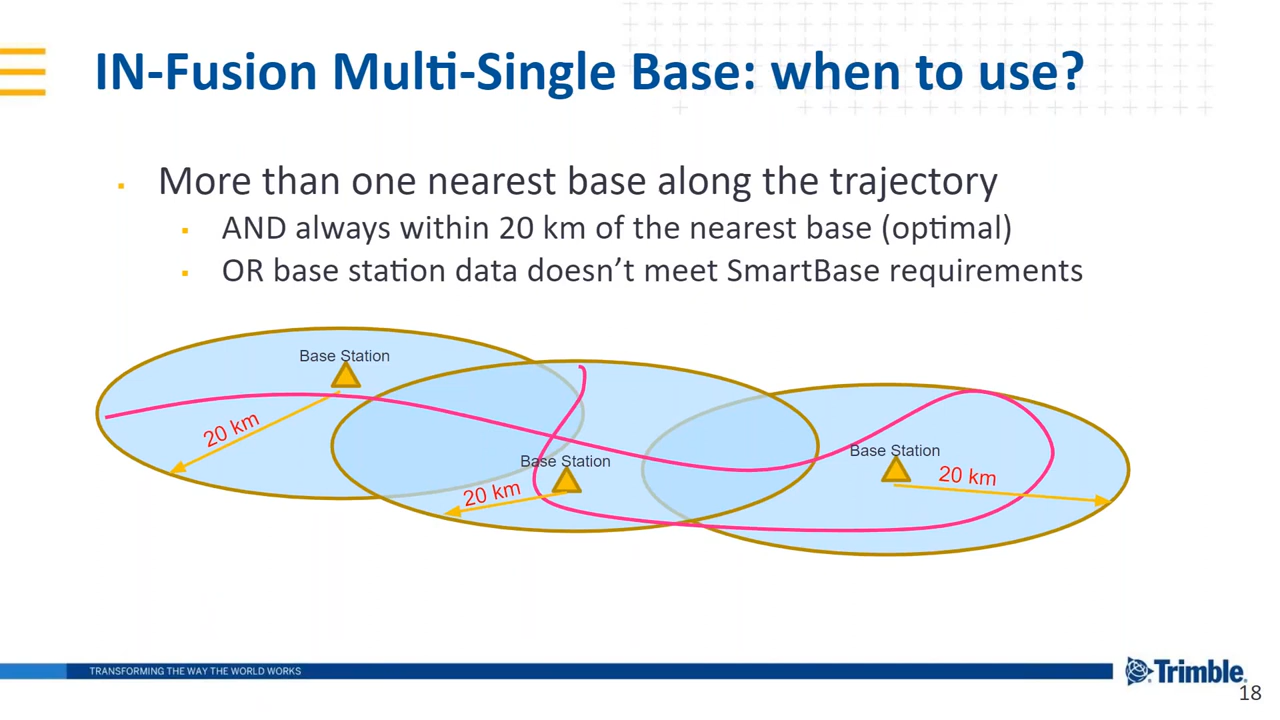 IN-Fusion Multi-Single Base: when to use?
More than one nearest base along the trajectory
AND always within 20 km of the nearest base (optimal)
OR base station data doesn’t meet SmartBase requirements
Base Station
20 km
Base Station
20 km
Base Station
20 km
TRANSFORMING THE WAY THE WORLD WORKS
Trimble.
18